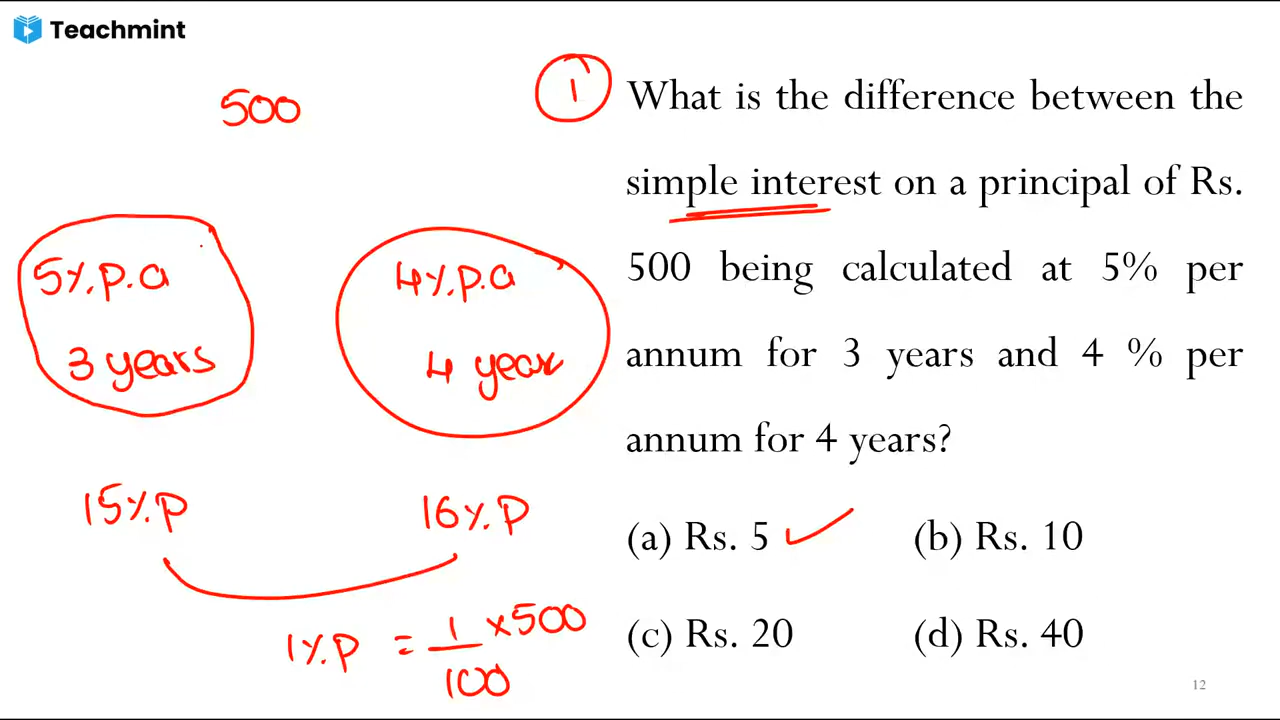 Teachmint
500
1
What is the difference between the
simple interest on a principal of Rs.
500 being calculated at 5% per
annum for 3 years and 4 % per
annum for 4 years?
(a) Rs. 5
(b) Rs. 10
(c) Rs. 20
(d) Rs. 40
5%.p.a
3 years
4%.p.a
4 year
15%.p
16%.p
1%.p = 1/100 × 500
12